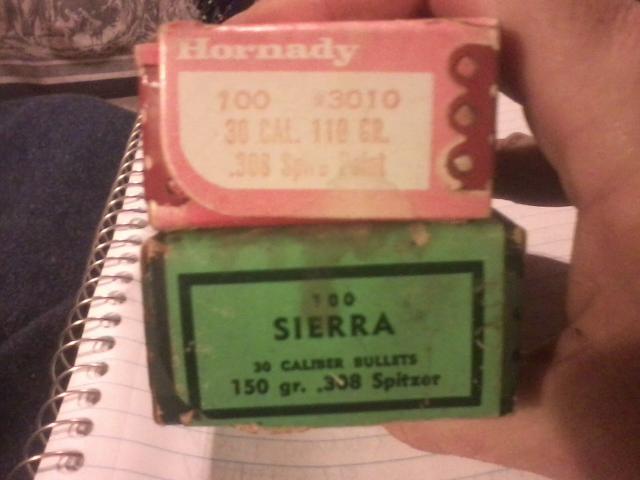 Hornady
100 #3010
30 CAL. 110 GR.
.308 Spire Point
100
SIERRA
30 CALIBER BULLETS
150 gr. .308 Spitzer